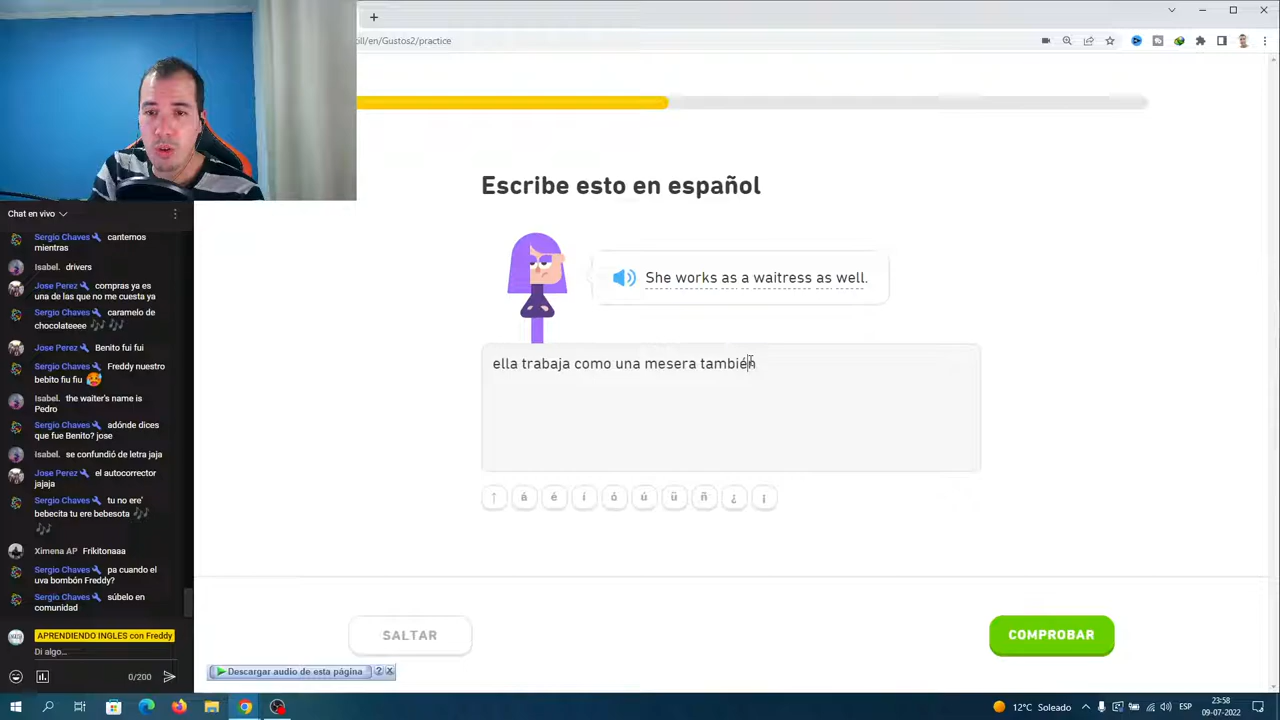 ill/en/Gustos2/practice
Escribe esto en español
She works as a waitress as well.
ella trabaja como una mesera tambien
↑ á é í ó ú ü ñ ¿ ¡
SALTAR
COMPROBAR
Descargar audio de esta página ? X
Chat en vivo
Sergio Chaves cantemos
mientras
Isabel. drivers
Jose Perez compras ya es
una de las que no me cuesta ya
Sergio Chaves caramelo de
chocolateeee
Jose Perez Benito fui fui
Sergio Chaves Freddy nuestro
bebito fiu fiu
Isabel. the waiter's name is
Pedro
Sergio Chaves adónde dices
que fue Benito? jose
Isabel. se confundió de letra jaja
Jose Perez el autocorrector
jajaja
Sergio Chaves tu no ere'
bebecita tu ere bebesota
Ximena AP Frikitonaaa
Sergio Chaves pa cuando el
uva bombón Freddy?
Sergio Chaves súbelo en
comunidad
APRENDIENDO INGLES con Freddy
Di algo...
0/200
12°C Soleado
ESP
23:58
09-07-2022